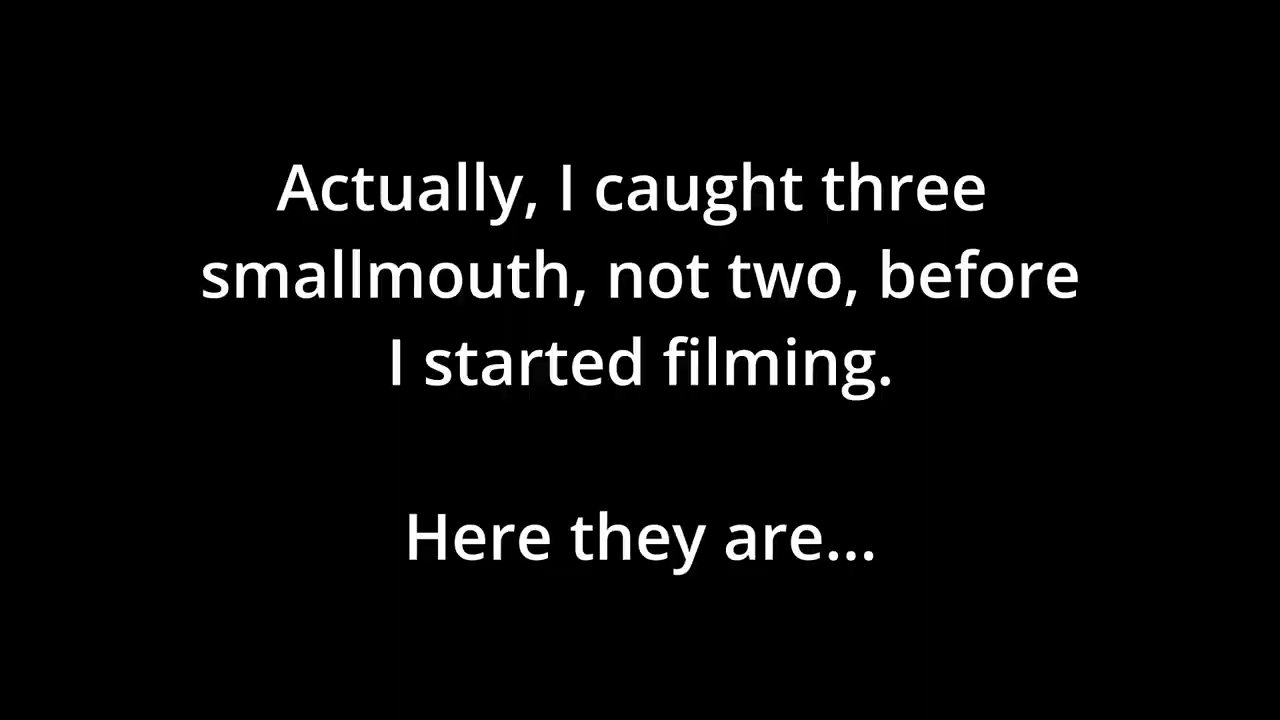 Actually, I caught three
smallmouth, not two, before
I started filming.
Here they are...